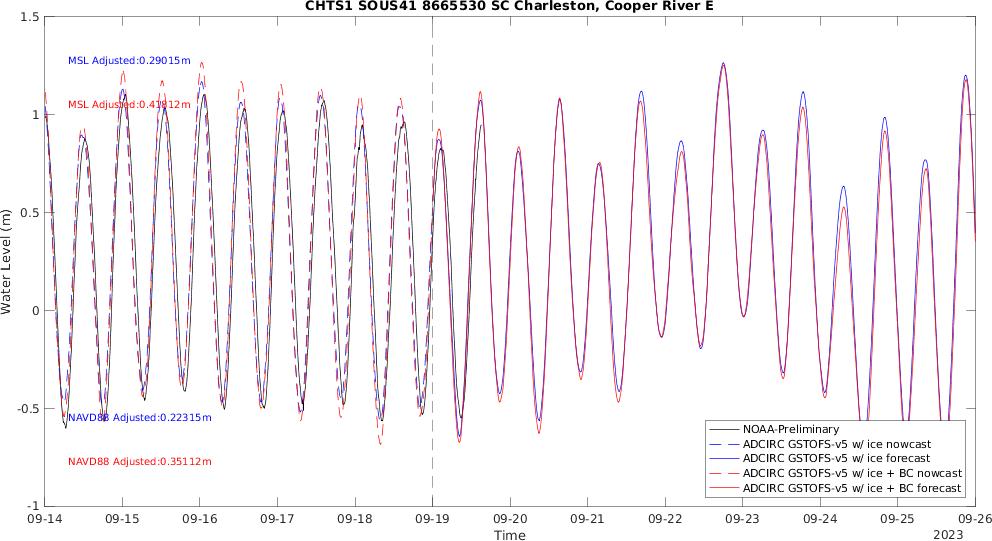 CHTS1 SOUS41 8665530 SC Charleston, Cooper River E
1.5
1
0.5
0
-0.5
-1
Water Level (m)
MSL Adjusted:0.29015m
MSL Adjusted:0.41812m
NAVD88 Adjusted:0.22315m
NAVD88 Adjusted:0.35112m
NOAA-Preliminary
ADCIRC GSTOFS-v5 w/ ice nowcast
ADCIRC GSTOFS-v5 w/ ice forecast
ADCIRC GSTOFS-v5 w/ ice + BC nowcast
ADCIRC GSTOFS-v5 w/ ice + BC forecast
09-14 09-15 09-16 09-17 09-18 09-19 09-20 09-21 09-22 09-23 09-24 09-25 09-26
Time
2023